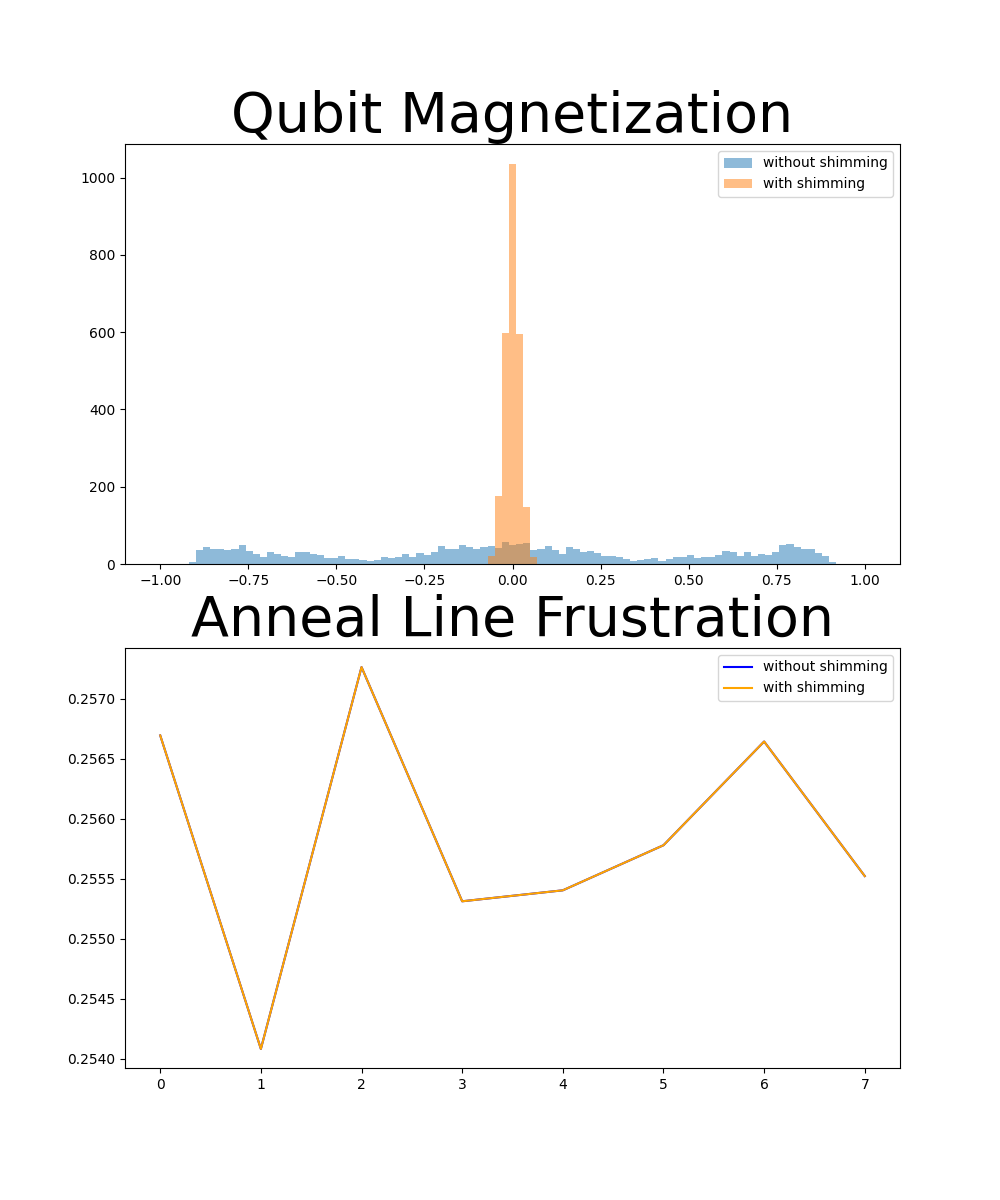 Qubit Magnetization
without shimming
with shimming
1000
800
600
400
200
0
−1.00 −0.75 −0.50 −0.25 0.00 0.25 0.50 0.75 1.00
Anneal Line Frustration
without shimming
with shimming
0.2570
0.2565
0.2560
0.2555
0.2550
0.2545
0.2540
0 1 2 3 4 5 6 7